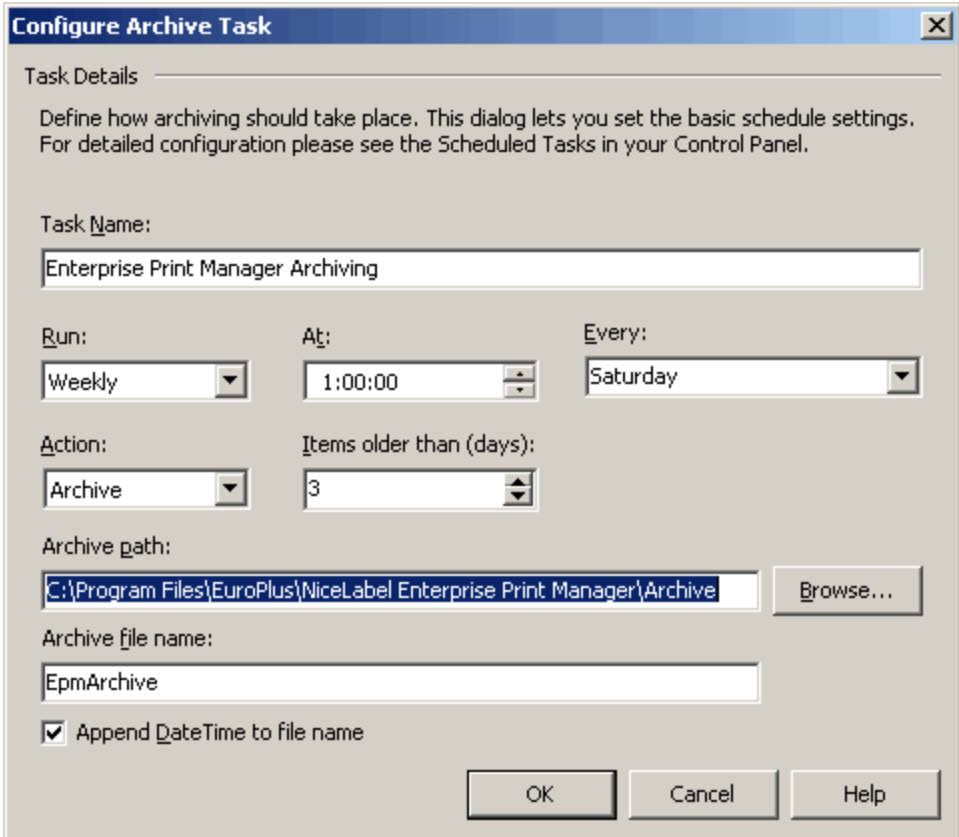 Configure Archive Task
Task Details
Define how archiving should take place. This dialog lets you set the basic schedule settings.
For detailed configuration please see the Scheduled Tasks in your Control Panel.
Task Name:
Enterprise Print Manager Archiving
Run: At: Every:
Weekly 1:00:00 Saturday
Action: Items older than (days):
Archive 3
Archive path:
C:\Program Files\EuroPlus\NiceLabel Enterprise Print Manager\Archive Browse...
Archive file name:
EpmArchive
Append DateTime to file name
OK Cancel Help